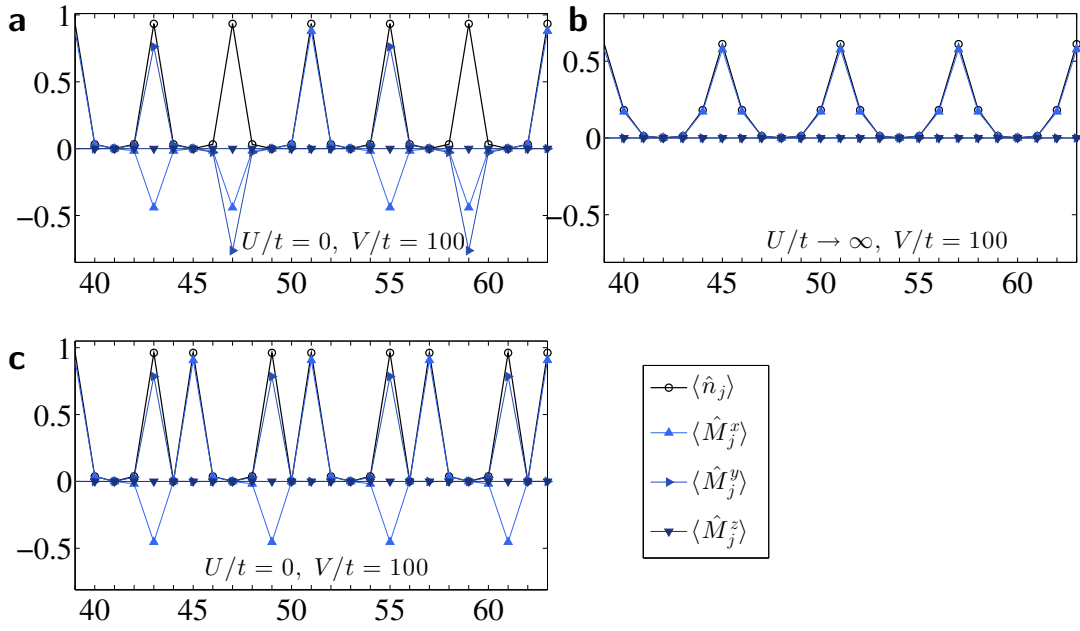 a
1
0.5
0
−0.5
U/t = 0, V/t = 100
40 45 50 55 60
b
0.5
0
−0.5
U/t → ∞, V/t = 100
40 45 50 55 60
c
1
0.5
0
−0.5
U/t = 0, V/t = 100
40 45 50 55 60
⟨n̂_j⟩
⟨M̂_j^x⟩
⟨M̂_j^y⟩
⟨M̂_j^z⟩